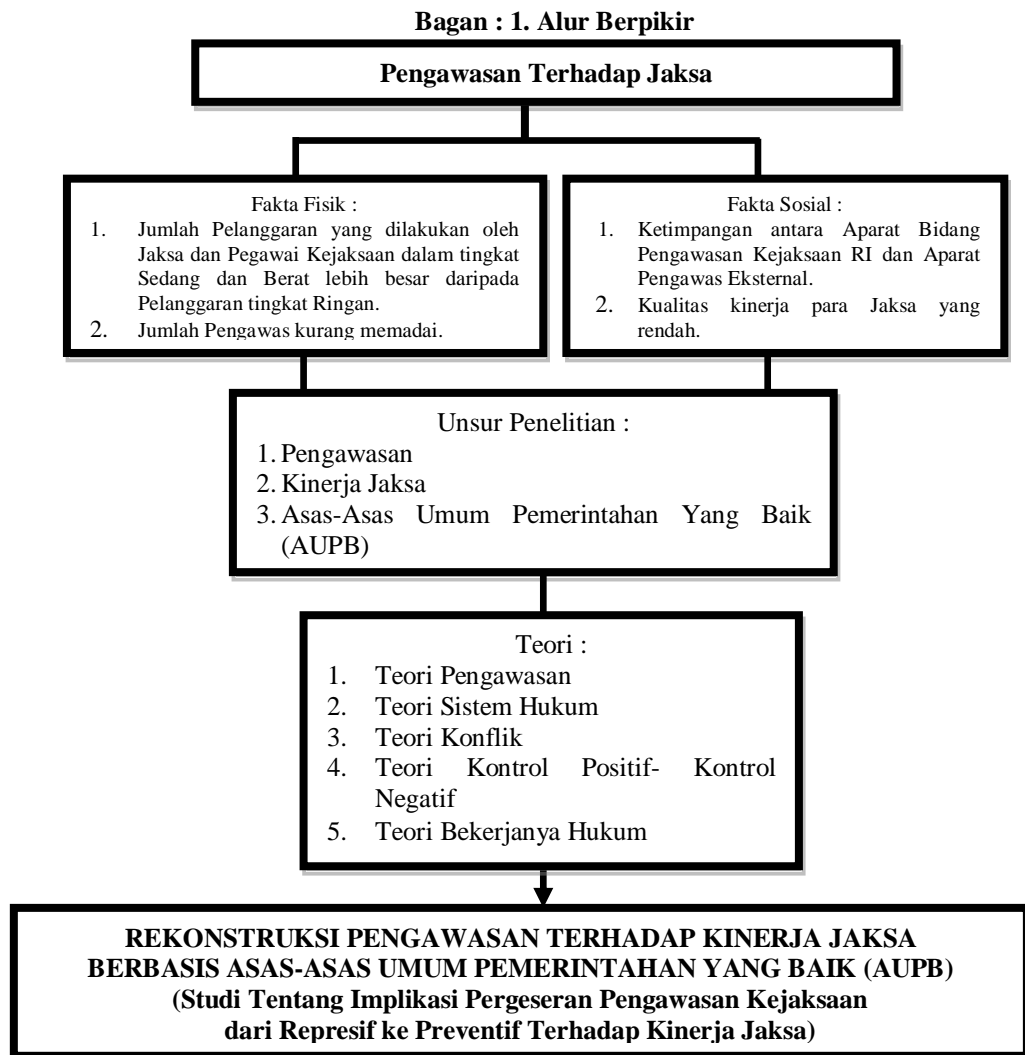 Bagan : 1. Alur Berpikir
Pengawasan Terhadap Jaksa
Fakta Fisik :
1. Jumlah Pelanggaran yang dilakukan oleh
Jaksa dan Pegawai Kejaksaan dalam tingkat
Sedang dan Berat lebih besar daripada
Pelanggaran tingkat Ringan.
2. Jumlah Pengawas kurang memadai.
Fakta Sosial :
1. Ketimpangan antara Aparat Bidang
Pengawasan Kejaksaan RI dan Aparat
Pengawas Eksternal.
2. Kualitas kinerja para Jaksa yang
rendah.
Unsur Penelitian :
1. Pengawasan
2. Kinerja Jaksa
3. Asas-Asas Umum Pemerintahan Yang Baik
(AUPB)
Teori :
1. Teori Pengawasan
2. Teori Sistem Hukum
3. Teori Konflik
4. Teori Kontrol Positif- Kontrol
Negatif
5. Teori Bekerjanya Hukum
REKONSTRUKSI PENGAWASAN TERHADAP KINERJA JAKSA
BERBASIS ASAS-ASAS UMUM PEMERINTAHAN YANG BAIK (AUPB)
(Studi Tentang Implikasi Pergeseran Pengawasan Kejaksaan
dari Represif ke Preventif Terhadap Kinerja Jaksa)